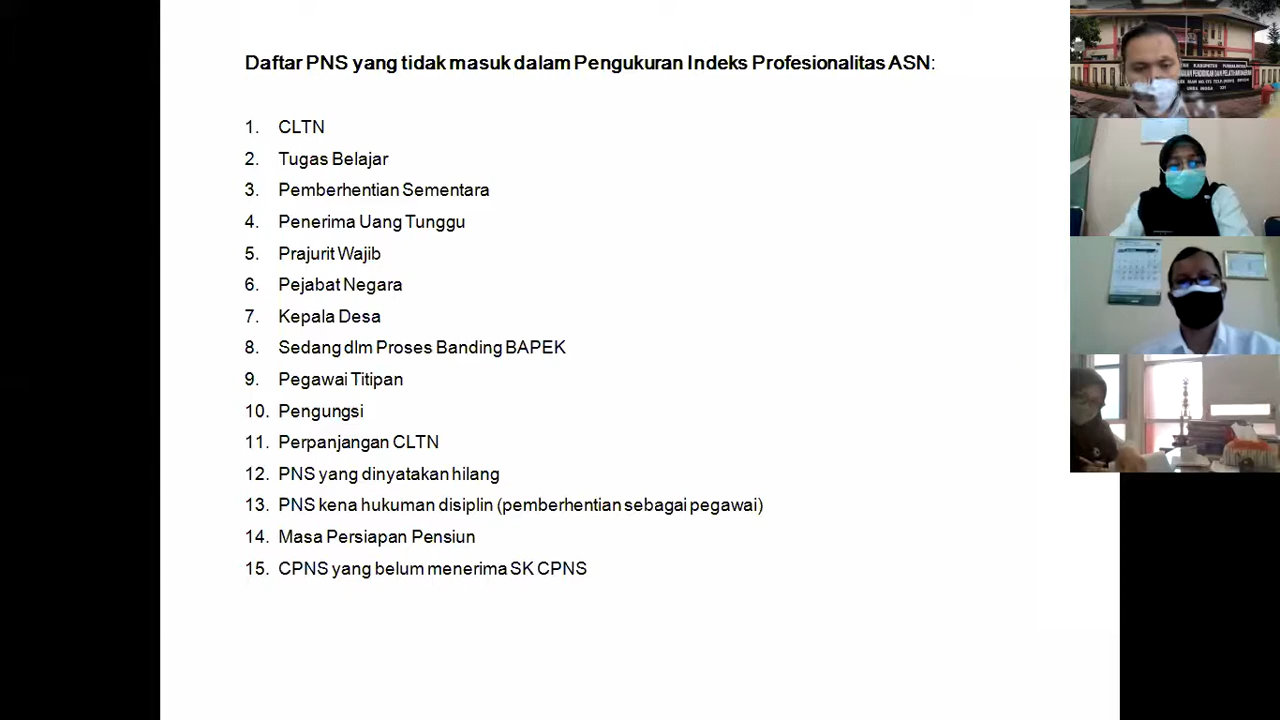 Daftar PNS yang tidak masuk dalam Pengukuran Indeks Profesionalitas ASN:
1. CLTN
2. Tugas Belajar
3. Pemberhentian Sementara
4. Penerima Uang Tunggu
5. Prajurit Wajib
6. Pejabat Negara
7. Kepala Desa
8. Sedang dlm Proses Banding BAPEK
9. Pegawai Titipan
10. Pengungsi
11. Perpanjangan CLTN
12. PNS yang dinyatakan hilang
13. PNS kena hukuman disiplin (pemberhentian sebagai pegawai)
14. Masa Persiapan Pensiun
15. CPNS yang belum menerima SK CPNS